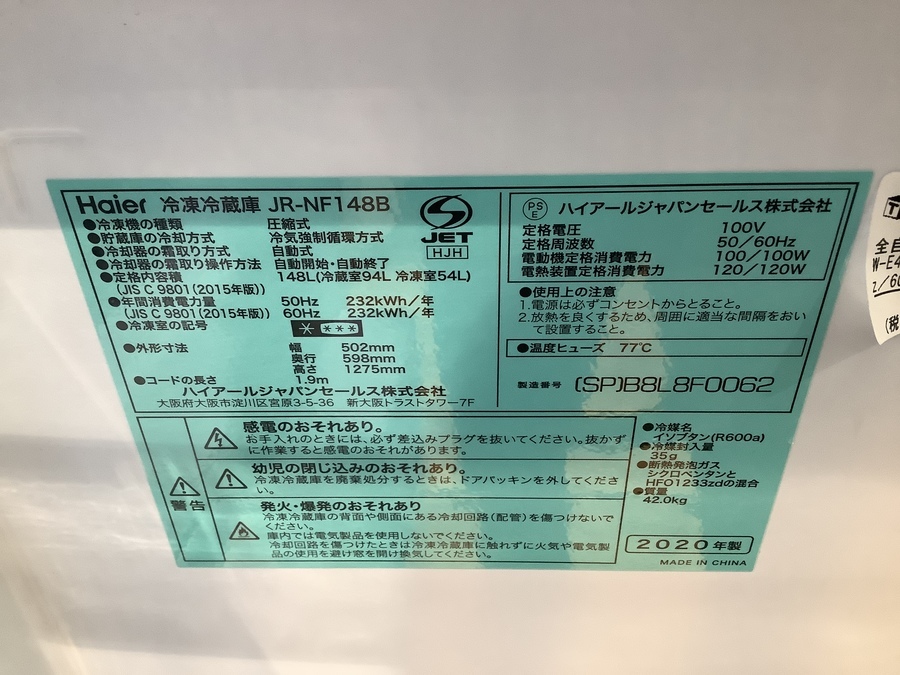 Haier 冷凍冷蔵庫 JR-NF148B
●冷凍機の種類 圧縮式
●貯蔵庫の冷却方式 冷気強制循環方式
●冷却器の霜取り方式 自動式
●冷却器の霜取り操作方法 自動開始・自動終了
●定格内容積 148L(冷蔵室94L 冷凍室54L)
(JIS C 9801(2015年版))
●年間消費電力量 50Hz 232kWh/年
(JIS C 9801(2015年版)) 60Hz 232kWh/年
●冷凍室の記号 * ***
●外形寸法 幅 502mm
奥行 598mm
高さ 1275mm
●コードの長さ 1.9m
ハイアールジャパンセールス株式会社
大阪府大阪市淀川区宮原3-5-36 新大阪トラストタワー7F
JET
HJH
PS
E
ハイアールジャパンセールス株式会社
定格電圧 100V
定格周波数 50/60Hz
電動機定格消費電力 100/100W
電熱装置定格消費電力 120/120W
●使用上の注意
1.電源は必ずコンセントからとること。
2.放熱を良くするため、周囲に適当な間隔をおい
て設置すること。
●温度ヒューズ 77℃
製造番号 (SP)B8L8F0062
警告
感電のおそれあり。
お手入れのときには、必ず差込みプラグを抜いてください。抜かず
に作業すると感電のおそれがあります。
幼児の閉じ込みのおそれあり。
冷凍冷蔵庫を廃棄処分するときは、ドアパッキンを外してくださ
い。
発火・爆発のおそれあり
冷凍冷蔵庫の背面や側面にある冷却回路(配管)を傷つけないで
ください。
庫内では電気製品を使用しないでください。
冷却回路を傷つけたときは冷凍冷蔵庫に触れずに火気や電気製
品の使用を避け窓を開け換気してください。
●冷媒名
イソブタン(R600a)
●冷媒封入量
35g
●断熱発泡ガス
シクロペンタンと
HFO1233zdの混合
●質量
42.0kg
2020年製
MADE IN CHINA
全自
W-E4
(税